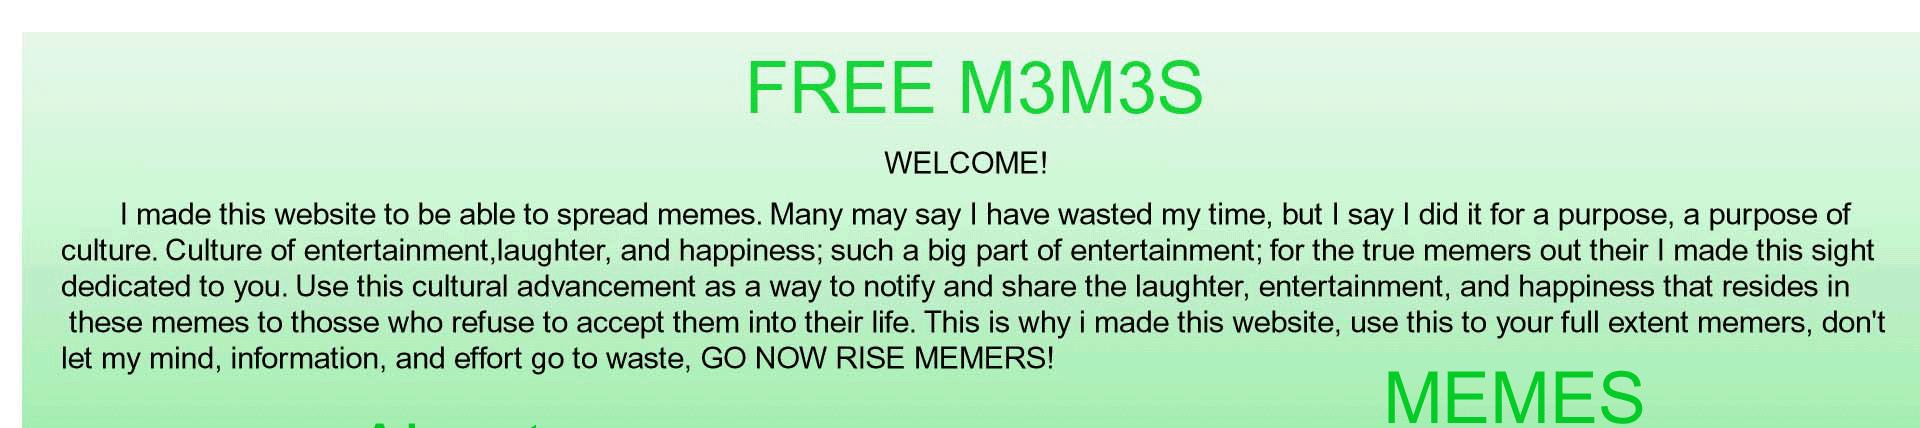 FREE M3M3S
WELCOME!
I made this website to be able to spread memes. Many may say I have wasted my time, but I say I did it for a purpose, a purpose of
culture. Culture of entertainment,laughter, and happiness; such a big part of entertainment; for the true memers out their I made this sight
dedicated to you. Use this cultural advancement as a way to notify and share the laughter, entertainment, and happiness that resides in
these memes to thosse who refuse to accept them into their life. This is why i made this website, use this to your full extent memers, don't
let my mind, information, and effort go to waste, GO NOW RISE MEMERS!
MEMES